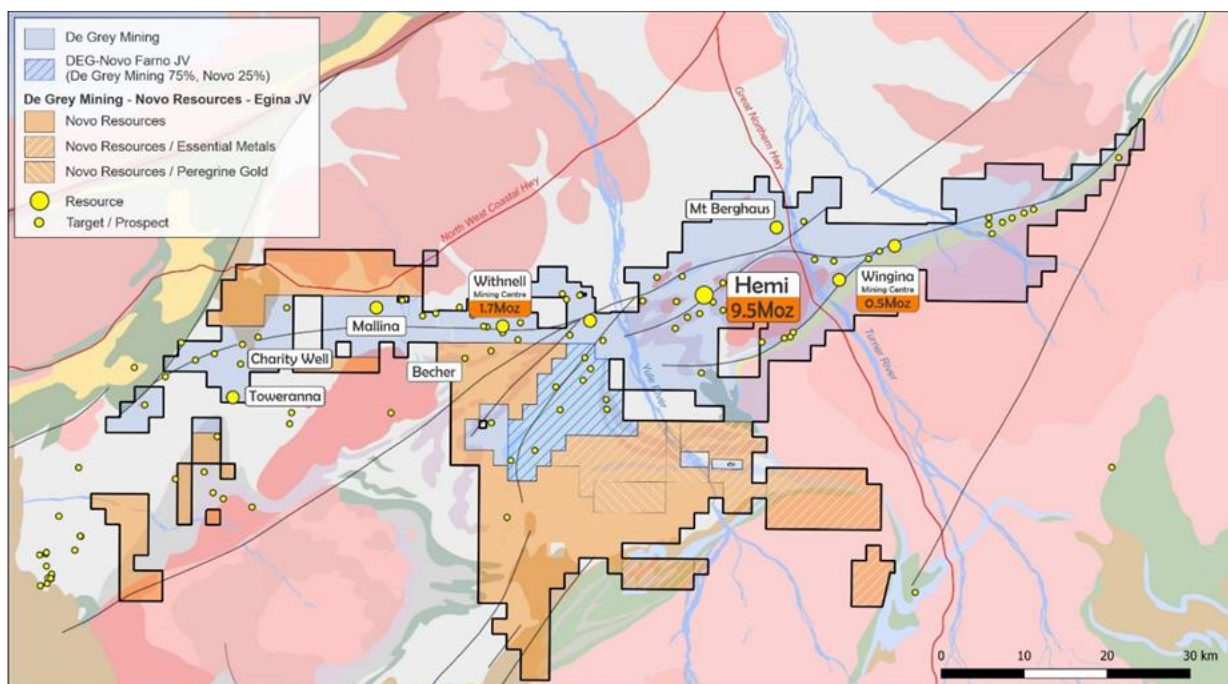 De Grey Mining
DEG-Novo Farno JV
(De Grey Mining 75%, Novo 25%)
De Grey Mining - Novo Resources - Egina JV
Novo Resources
Novo Resources / Essential Metals
Novo Resources / Peregrine Gold
Resource
Target / Prospect
North West Coastal Hwy
Great Northern Hwy
Mt Berghaus
Withnell
Mining Centre
1.7Moz
Hemi
9.5Moz
Wingina
Mining Centre
0.5Moz
Mallina
Charity Well
Becher
Toweranna
Yule River
Turner River
0 10 20 30 km